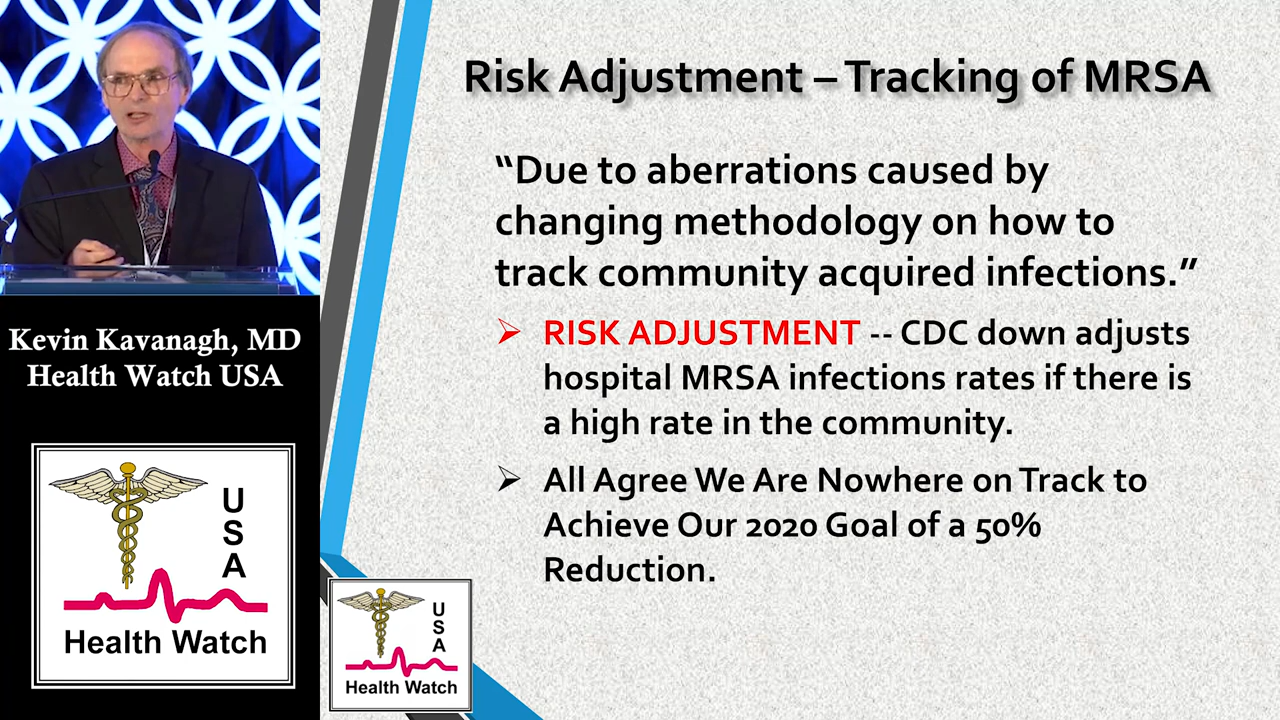 Risk Adjustment – Tracking of MRSA
“Due to aberrations caused by
changing methodology on how to
track community acquired infections.”
RISK ADJUSTMENT -- CDC down adjusts
hospital MRSA infections rates if there is
a high rate in the community.
All Agree We Are Nowhere on Track to
Achieve Our 2020 Goal of a 50%
Reduction.
Kevin Kavanagh, MD
Health Watch USA
U
S
A
Health Watch
U
S
A
Health Watch